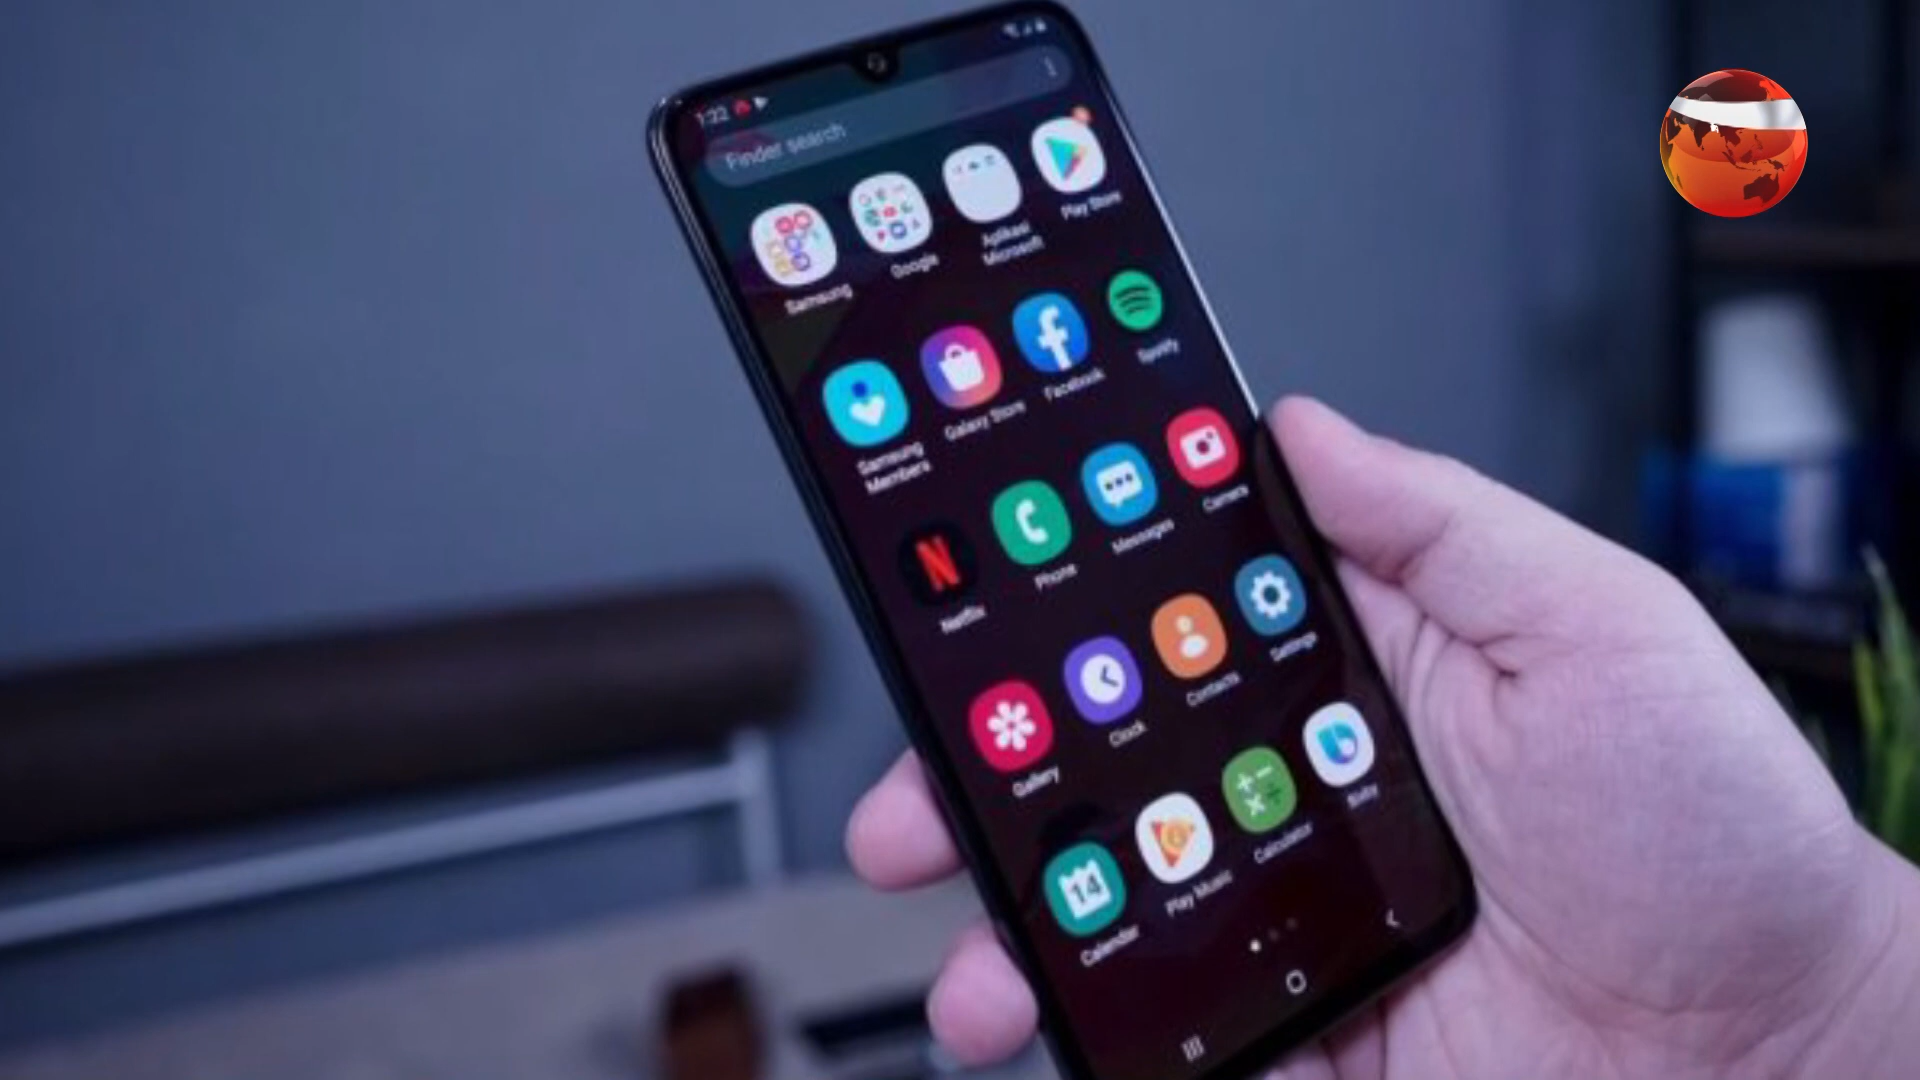 1:22
Finder search
Samsung
Google
Aplikasi
Microsoft
Play Store
Samsung
Members
Galaxy Store
Facebook
Spotify
Netflix
Phone
Messages
Camera
Gallery
Clock
Contacts
Settings
14
Calendar
Play Music
Calculator
Bixby